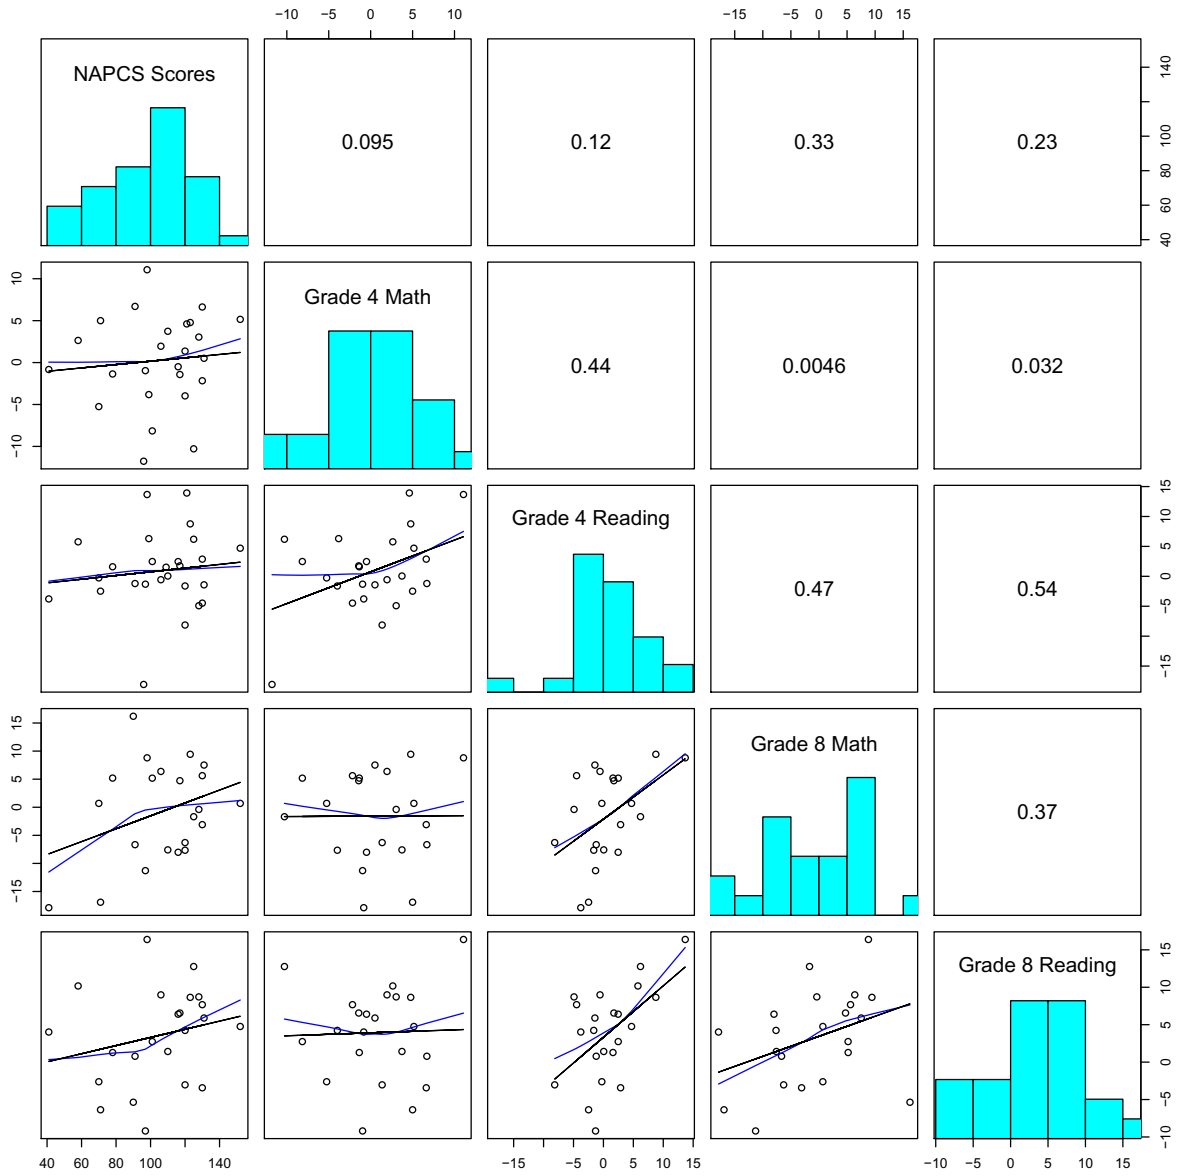 −10 −5 0 5 10
−15 −5 0 5 10 15
NAPCS Scores
0.095
0.12
0.33
0.23
40 60 80 100 140
−10 −5 0 5 10
Grade 4 Math
0.44
0.0046
0.032
Grade 4 Reading
0.47
0.54
−15 −5 0 5 10 15
−15 −5 0 5 10 15
Grade 8 Math
0.37
Grade 8 Reading
−10 −5 0 5 10 15
40 60 80 100 140
−15 −5 0 5 10 15
−10 −5 0 5 10 15